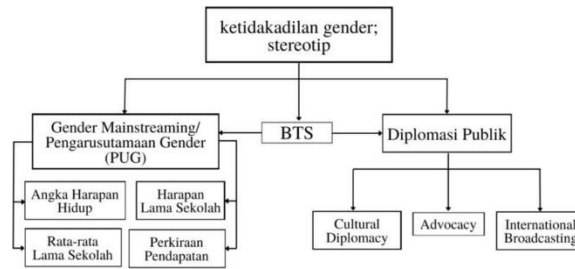 ketidakadilan gender;
stereotip
Gender Mainstreaming/
Pengarusutamaan Gender
(PUG)
BTS
Diplomasi Publik
Angka Harapan
Hidup
Harapan
Lama Sekolah
Rata-rata
Lama Sekolah
Perkiraan
Pendapatan
Cultural
Diplomacy
Advocacy
International
Broadcasting